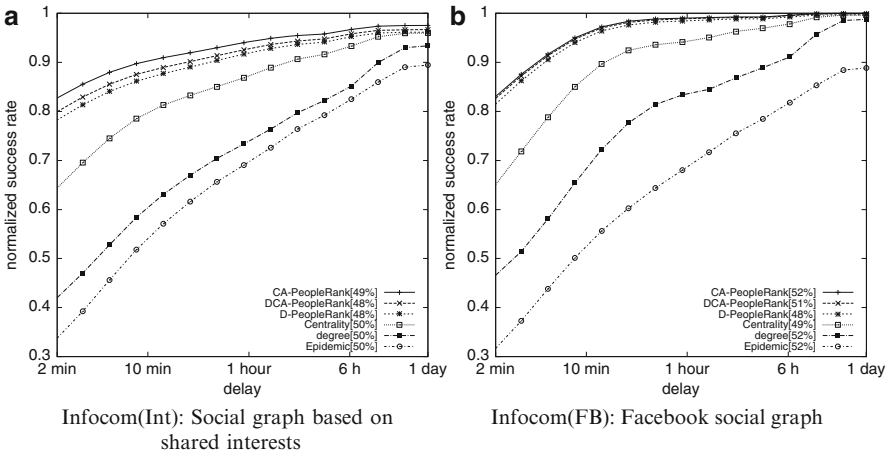 a
normalized success rate
1
0.9
0.8
0.7
0.6
0.5
0.4
0.3
CA-PeopleRank[49%]
DCA-PeopleRank[48%]
D-PeopleRank[48%]
Centrality[50%]
degree[50%]
Epidemic[50%]
2 min
10 min
1 hour
6 h
1 day
delay
Infocom(Int): Social graph based on
shared interests
b
normalized success rate
1
0.9
0.8
0.7
0.6
0.5
0.4
0.3
CA-PeopleRank[52%]
DCA-PeopleRank[51%]
D-PeopleRank[48%]
Centrality[49%]
degree[52%]
Epidemic[52%]
2 min
10 min
1 hour
6 h
1 day
delay
Infocom(FB): Facebook social graph